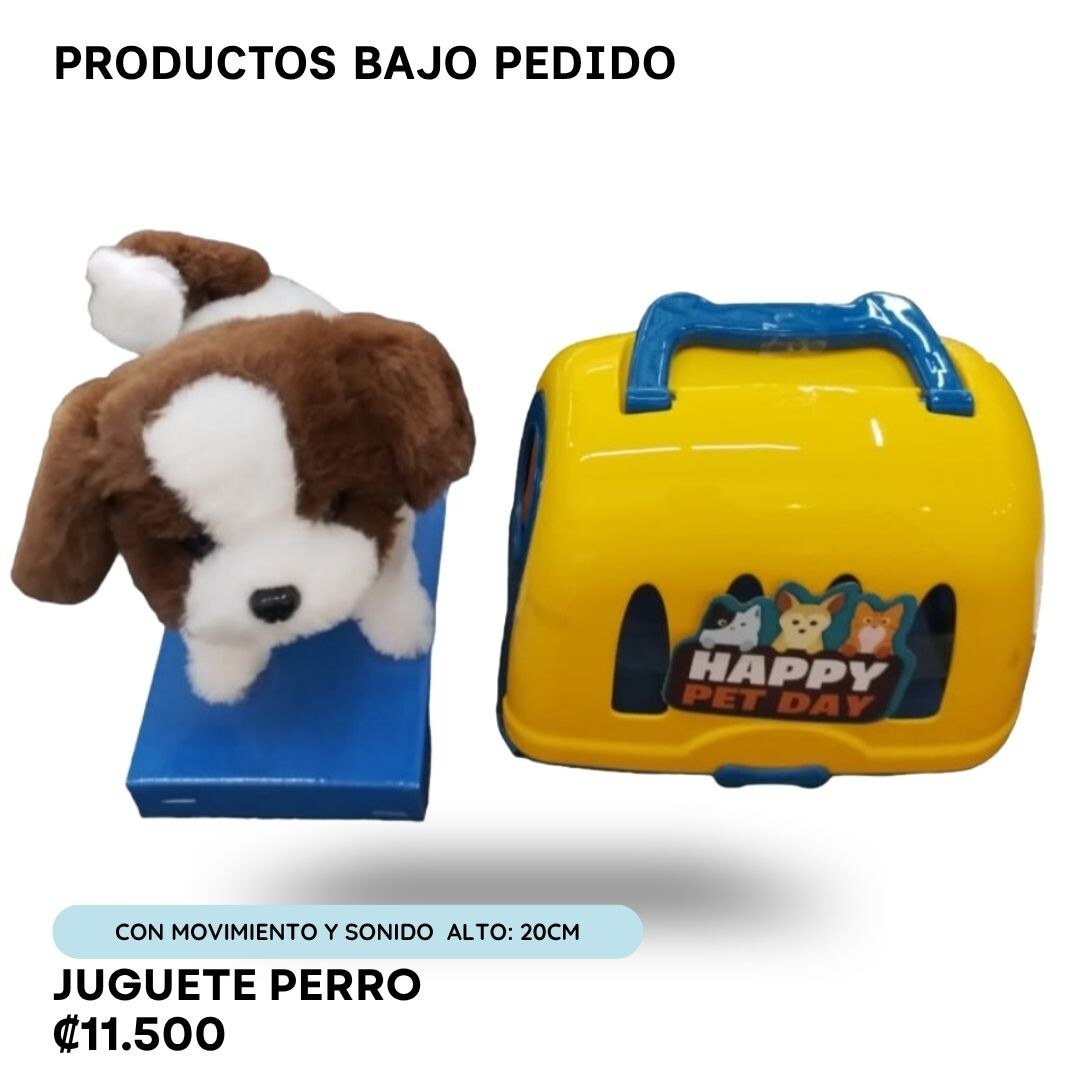 PRODUCTOS BAJO PEDIDO
HAPPY
PET DAY
CON MOVIMIENTO Y SONIDO ALTO: 20CM
JUGUETE PERRO
₡11.500